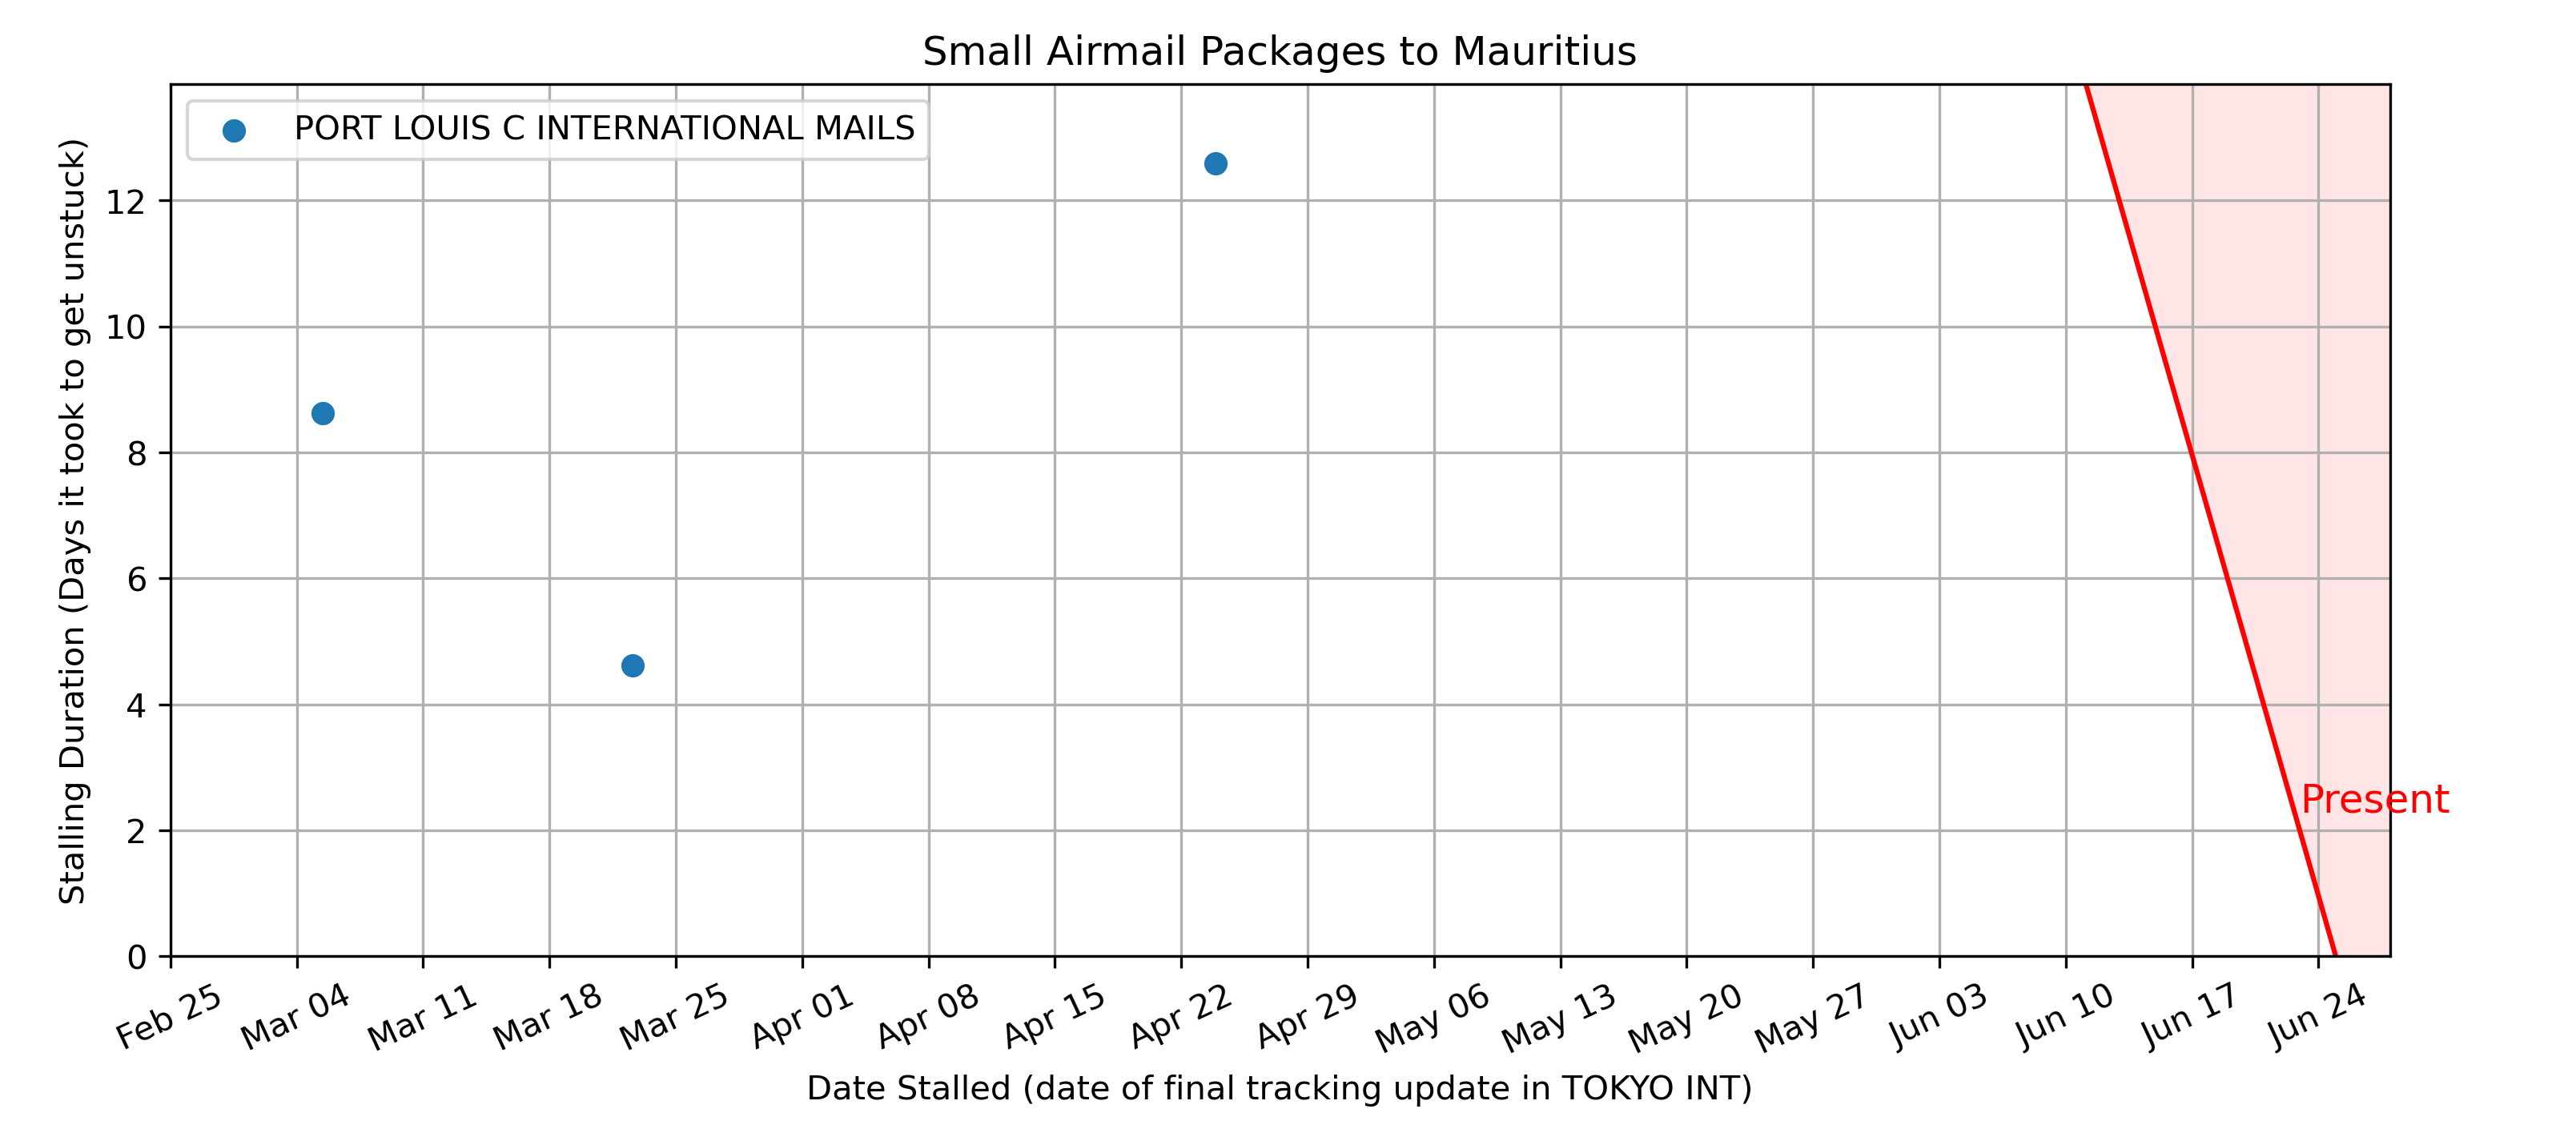 Small Airmail Packages to Mauritius
PORT LOUIS C INTERNATIONAL MAILS
Stalling Duration (Days it took to get unstuck)
12
10
8
6
4
2
0
Present
Feb 25
Mar 04
Mar 11
Mar 18
Mar 25
Apr 01
Apr 08
Apr 15
Apr 22
Apr 29
May 06
May 13
May 20
May 27
Jun 03
Jun 10
Jun 17
Jun 24
Date Stalled (date of final tracking update in TOKYO INT)